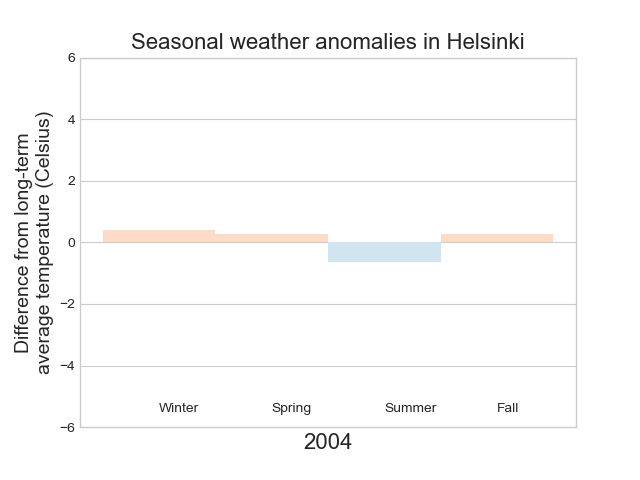 Seasonal weather anomalies in Helsinki
Difference from long-term
average temperature (Celsius)
6
4
2
0
−2
−4
−6
Winter Spring Summer Fall
2004